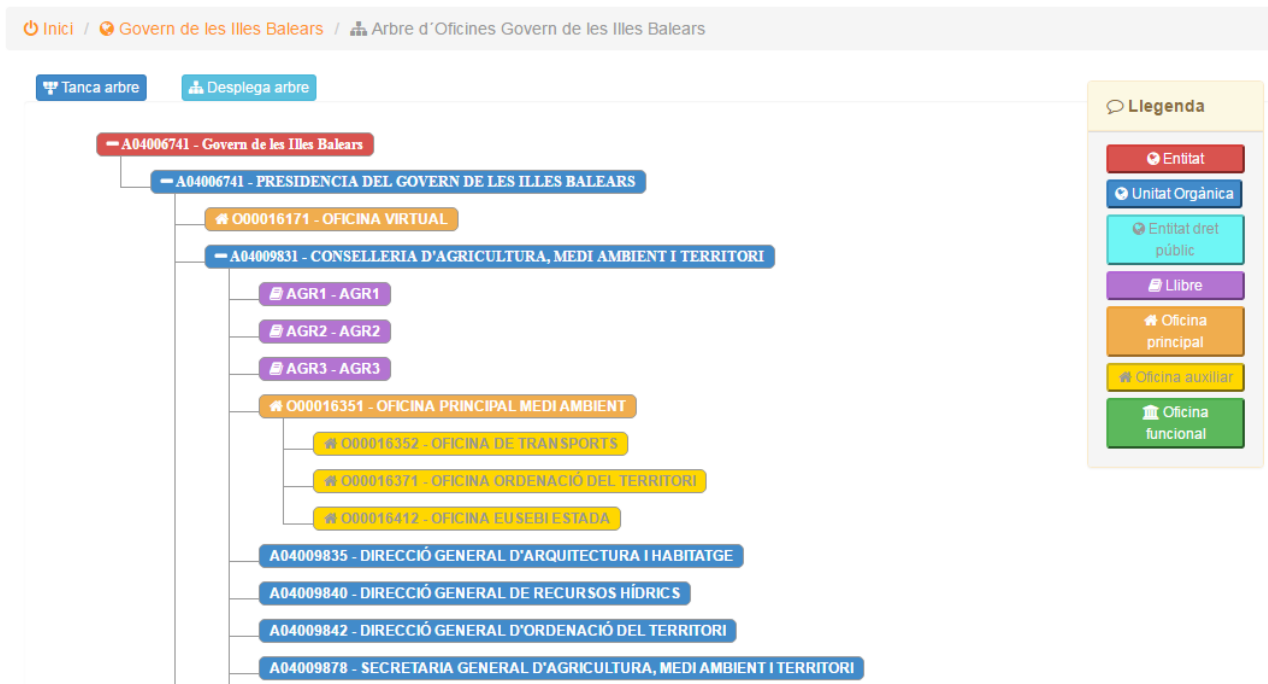 Inici / Govern de les Illes Balears / Arbre d´Oficines Govern de les Illes Balears
Tanca arbre
Desplega arbre
Llegenda
Entitat
Unitat Orgànica
Entitat dret
públic
Llibre
Oficina
principal
Oficina auxiliar
Oficina
funcional
A04006741 - Govern de les Illes Balears
A04006741 - PRESIDENCIA DEL GOVERN DE LES ILLES BALEARS
O00016171 - OFICINA VIRTUAL
A04009831 - CONSELLERIA D'AGRICULTURA, MEDI AMBIENT I TERRITORI
AGR1 - AGR1
AGR2 - AGR2
AGR3 - AGR3
O00016351 - OFICINA PRINCIPAL MEDI AMBIENT
O00016352 - OFICINA DE TRANSPORTS
O00016371 - OFICINA ORDENACIÓ DEL TERRITORI
O00016412 - OFICINA EUSEBI ESTADA
A04009835 - DIRECCIÓ GENERAL D'ARQUITECTURA I HABITATGE
A04009840 - DIRECCIÓ GENERAL DE RECURSOS HÍDRICS
A04009842 - DIRECCIÓ GENERAL D'ORDENACIÓ DEL TERRITORI
A04009878 - SECRETARIA GENERAL D'AGRICULTURA, MEDI AMBIENT I TERRITORI